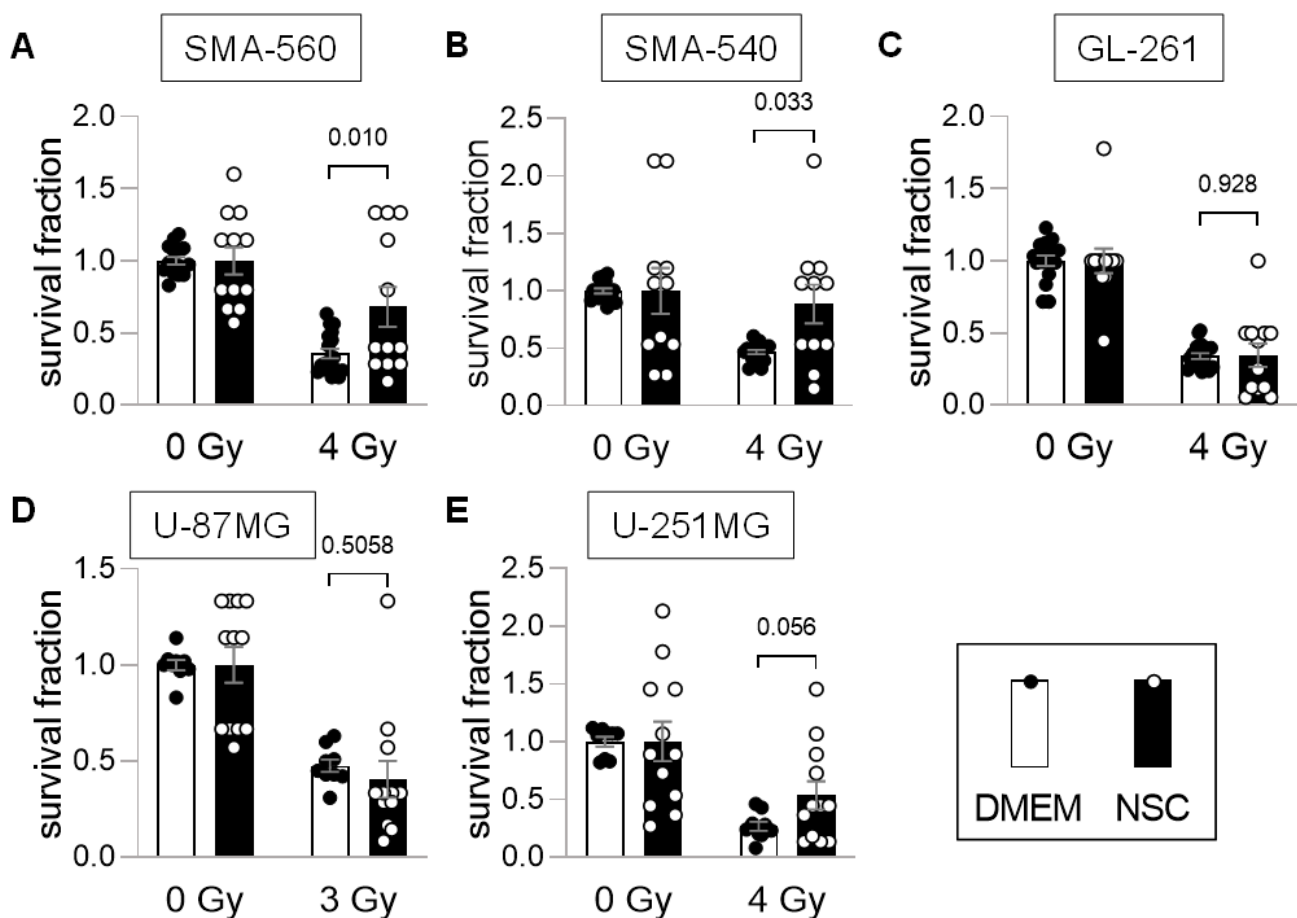 A
SMA-560
survival fraction
2.0
1.5
1.0
0.5
0.0
0.010
0 Gy
4 Gy
B
SMA-540
survival fraction
2.5
2.0
1.5
1.0
0.5
0.0
0.033
0 Gy
4 Gy
C
GL-261
survival fraction
2.0
1.5
1.0
0.5
0.0
0.928
0 Gy
4 Gy
D
U-87MG
survival fraction
1.5
1.0
0.5
0.0
0.5058
0 Gy
3 Gy
E
U-251MG
survival fraction
2.5
2.0
1.5
1.0
0.5
0.0
0.056
0 Gy
4 Gy
DMEM
NSC